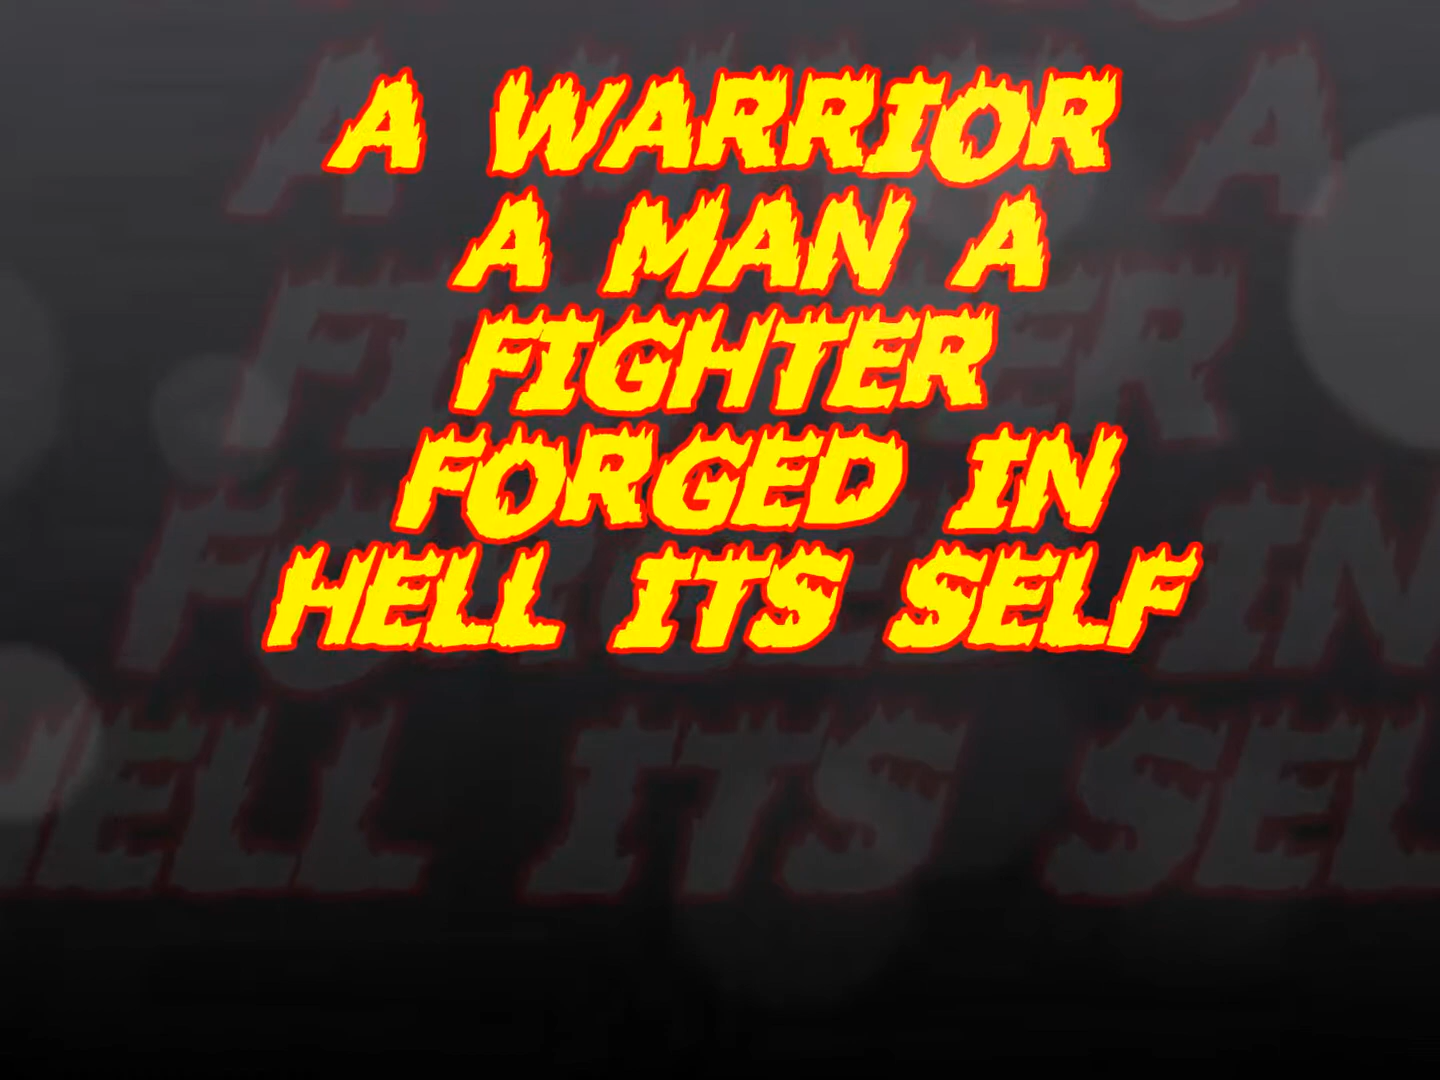 A WARRIOR
A MAN A
FIGHTER
FORGED IN
HELL ITS SELF